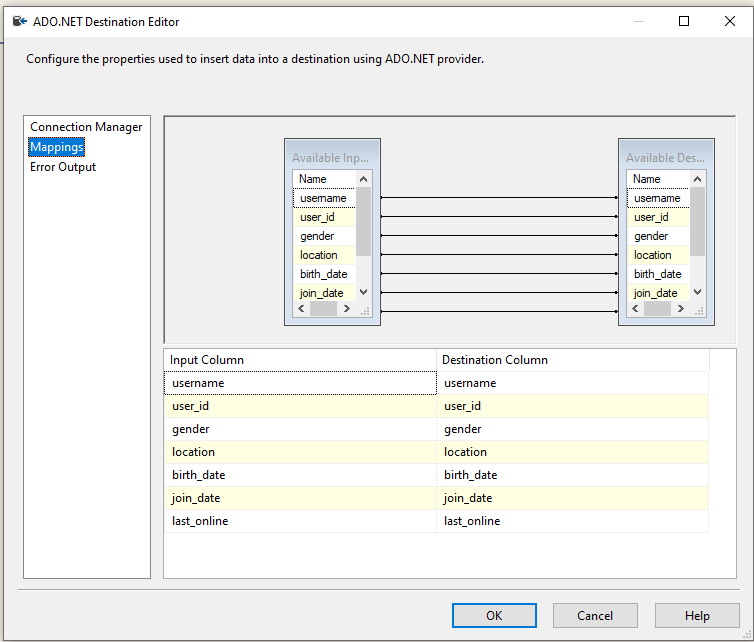 ADO.NET Destination Editor
Configure the properties used to insert data into a destination using ADO.NET provider.
Connection Manager
Mappings
Error Output
Available Inp...
Name
username
user_id
gender
location
birth_date
join_date
Available Des...
Name
username
user_id
gender
location
birth_date
join_date
Input Column Destination Column
username username
user_id user_id
gender gender
location location
birth_date birth_date
join_date join_date
last_online last_online
OK Cancel Help